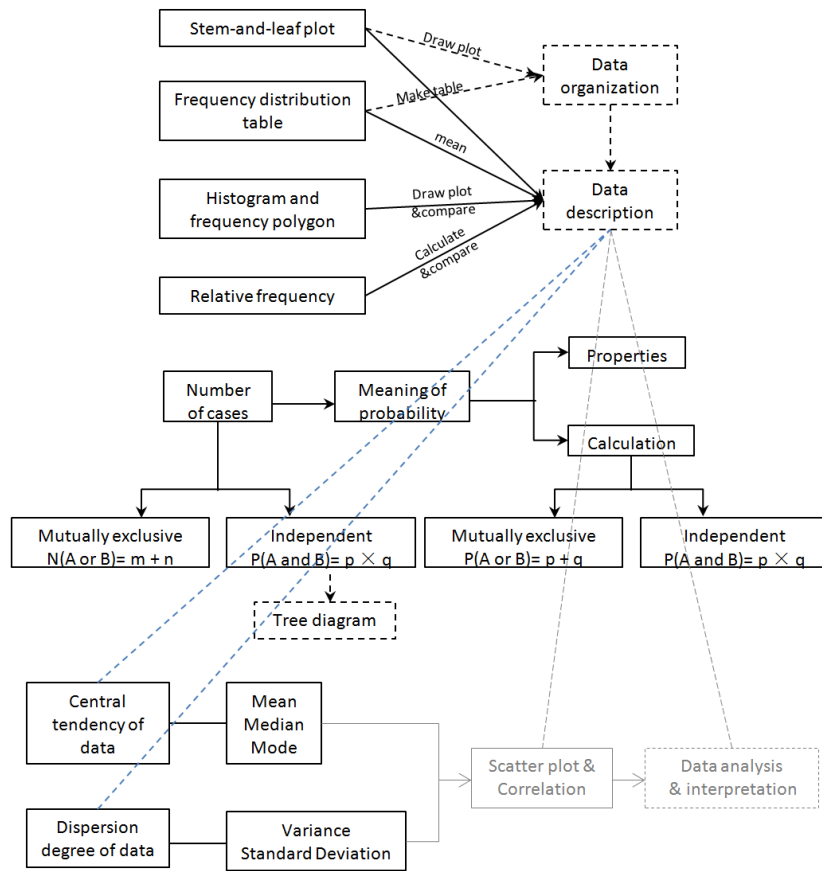 Stem-and-leaf plot
Draw plot
Data
organization
Frequency distribution
table
Make table
mean
Histogram and
frequency polygon
Draw plot
&compare
Data
description
Calculate
&compare
Relative frequency
Properties
Number
of cases
Meaning of
probability
Calculation
Mutually exclusive
N(A or B)= m + n
Independent
P(A and B)= p × q
Mutually exclusive
P(A or B)= p + q
Independent
P(A and B)= p × q
Tree diagram
Central
tendency of
data
Mean
Median
Mode
Scatter plot &
Correlation
Data analysis
& interpretation
Dispersion
degree of data
Variance
Standard Deviation